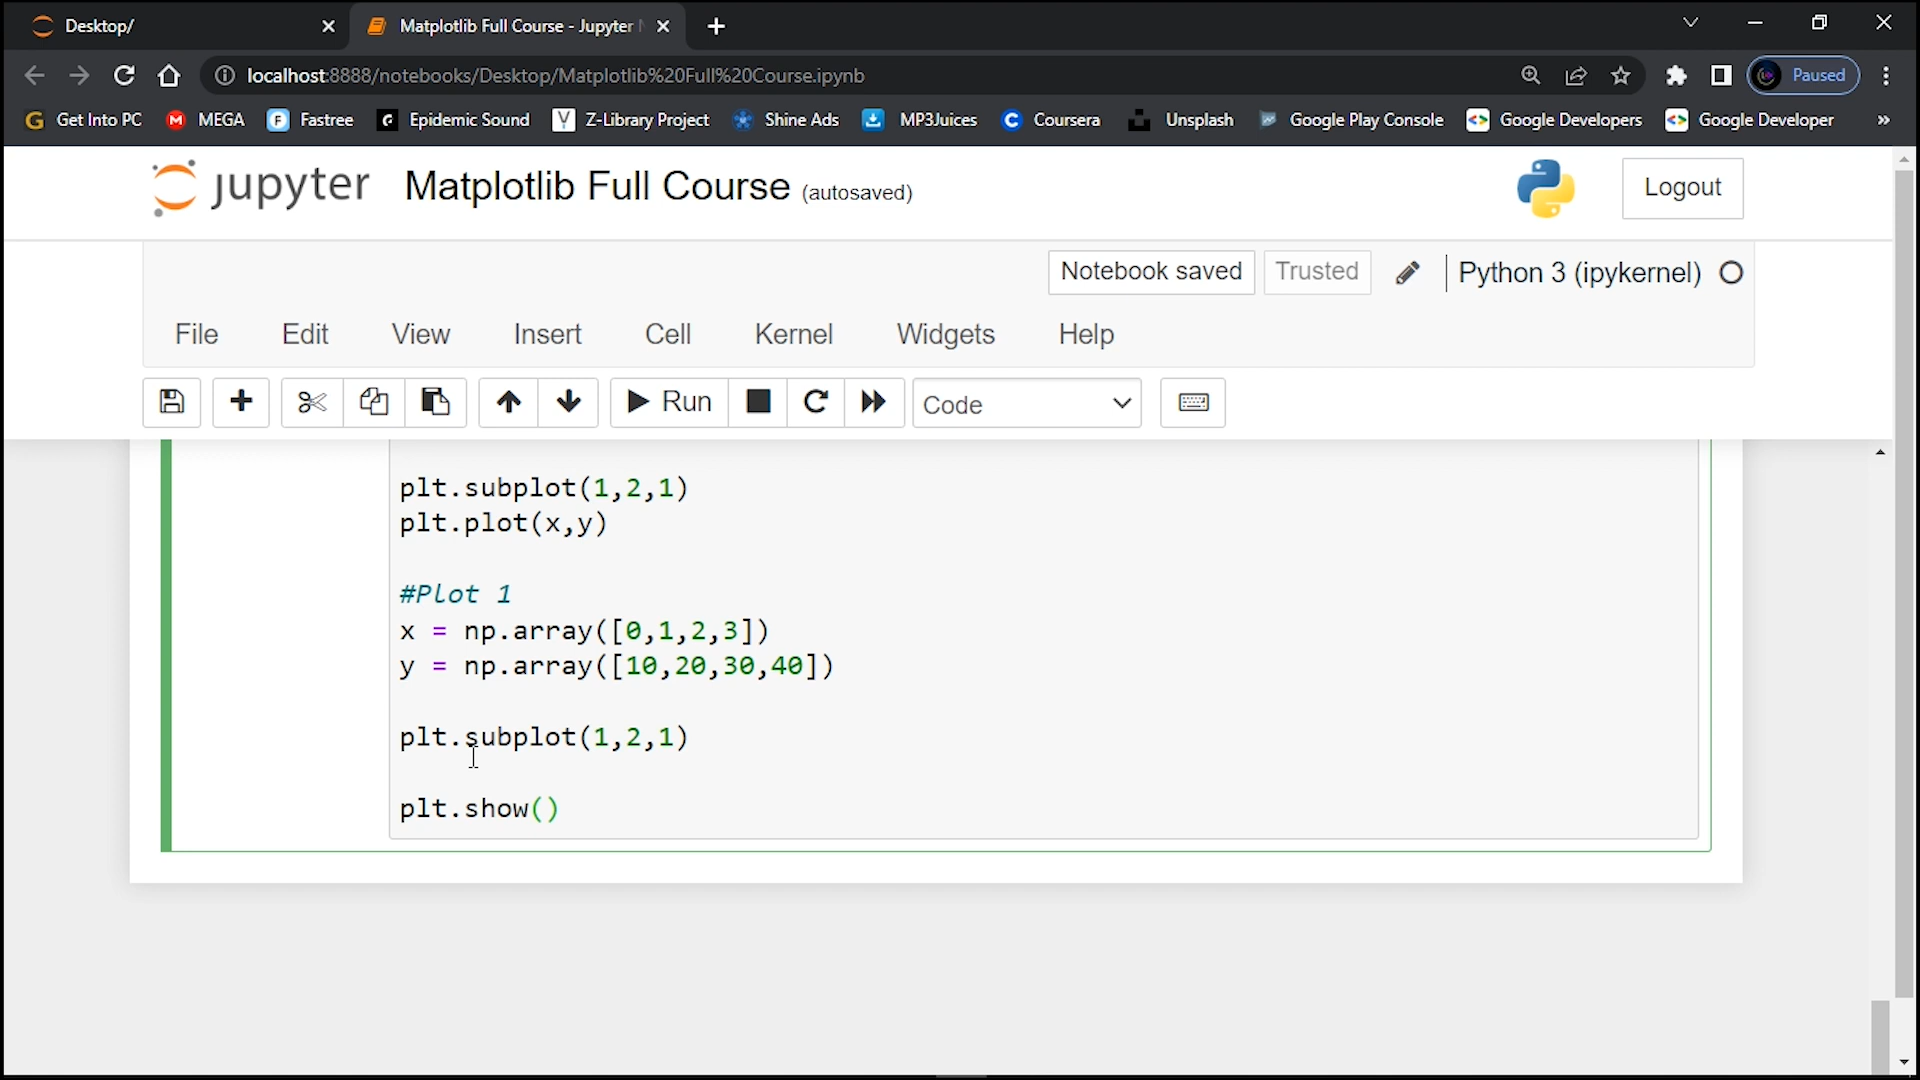 Desktop/
Matplotlib Full Course - Jupyter
localhost:8888/notebooks/Desktop/Matplotlib%20Full%20Course.ipynb
Paused
Get Into PC MEGA Fastree Epidemic Sound Z-Library Project Shine Ads MP3Juices Coursera Unsplash Google Play Console Google Developers Google Developer »
jupyter Matplotlib Full Course (autosaved)
Logout
Notebook saved Trusted Python 3 (ipykernel)
File Edit View Insert Cell Kernel Widgets Help
Run Code
plt.subplot(1,2,1)
plt.plot(x,y)
#Plot 1
x = np.array([0,1,2,3])
y = np.array([10,20,30,40])
plt.subplot(1,2,1)
plt.show()